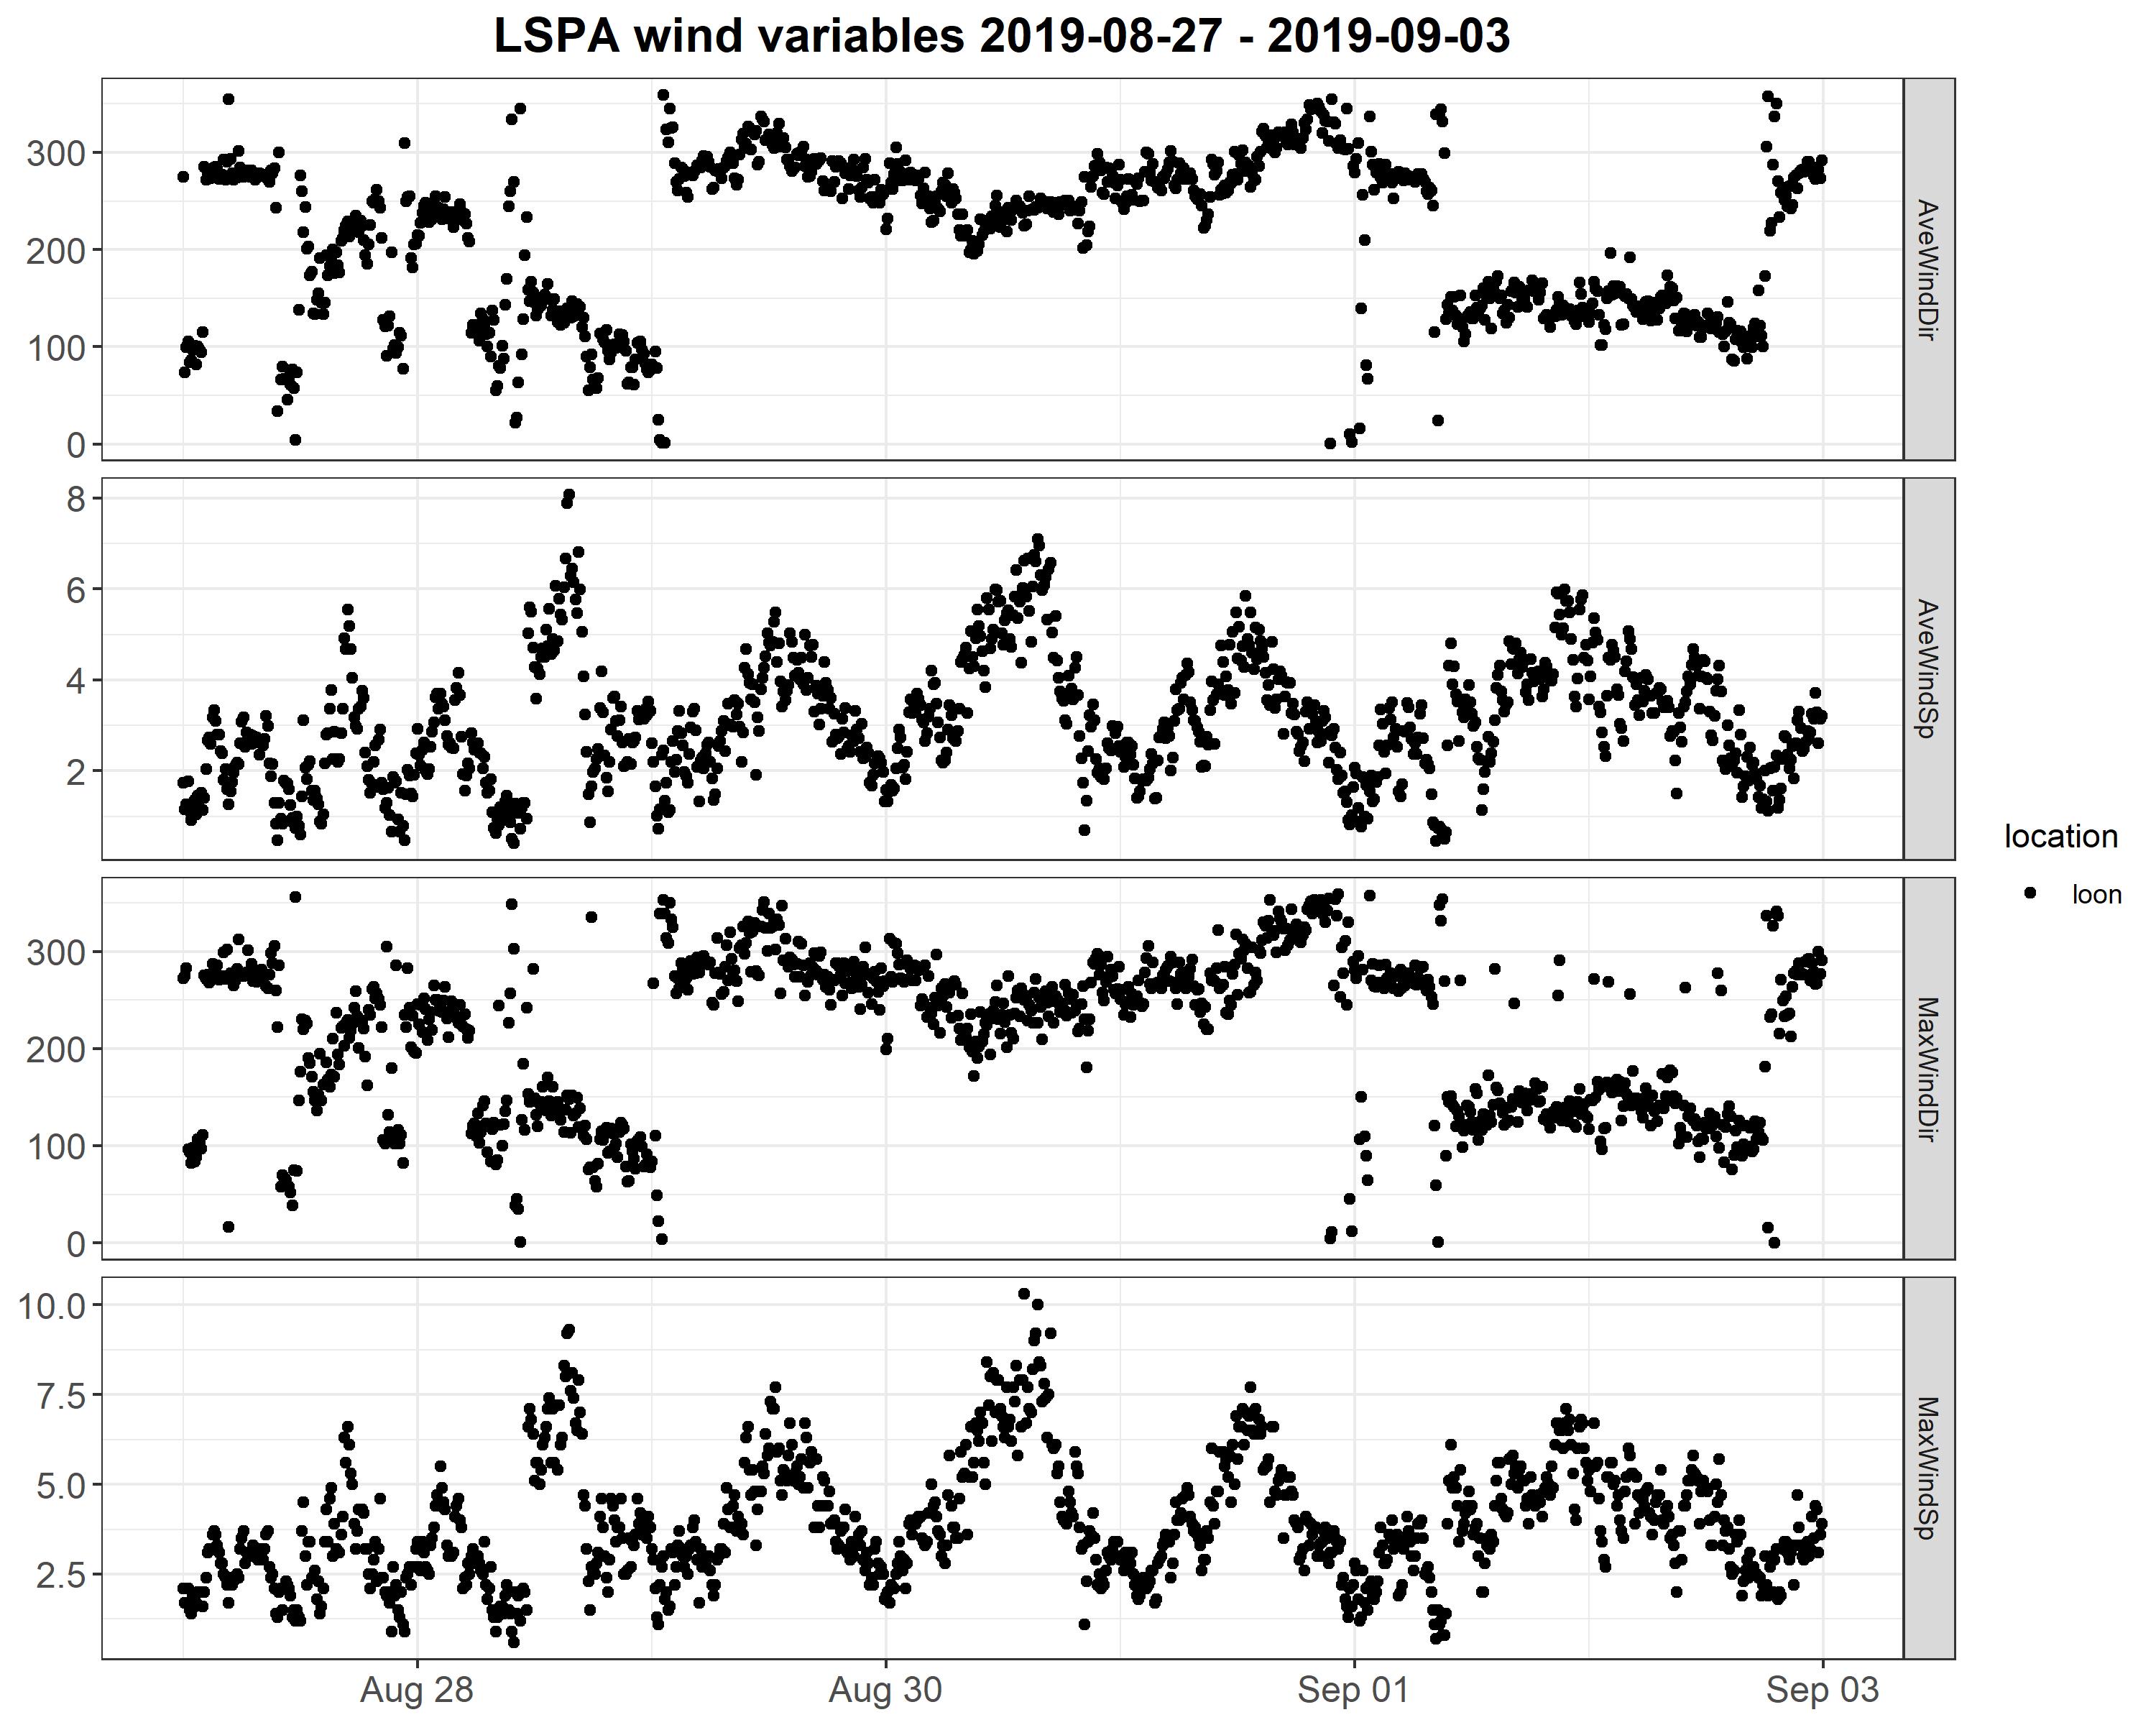 LSPA wind variables 2019-08-27 - 2019-09-03
300
200
100
0
AveWindDir
8
6
4
2
AveWindSp
location
loon
300
200
100
0
MaxWindDir
10.0
7.5
5.0
2.5
MaxWindSp
Aug 28
Aug 30
Sep 01
Sep 03